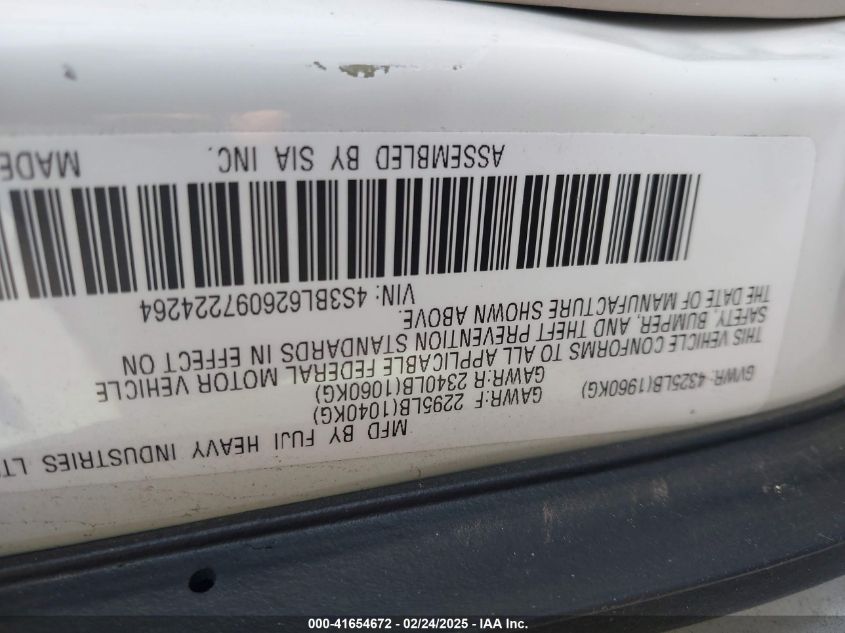 MFD BY FUJI HEAVY INDUSTRIES LT
GVWR: 4325LB(1960KG)
GAWR:F 2295LB(1040KG)
GAWR:R 2340LB(1060KG)
THIS VEHICLE CONFORMS TO ALL APPLICABLE FEDERAL MOTOR VEHICLE
SAFETY, BUMPER, AND THEFT PREVENTION STANDARDS IN EFFECT ON
THE DATE OF MANUFACTURE SHOWN ABOVE.
VIN: 4S3BL626097224264
ASSEMBLED BY SIA INC.
MADE
000-41654672 / 02/24/2025 / IAA Inc.